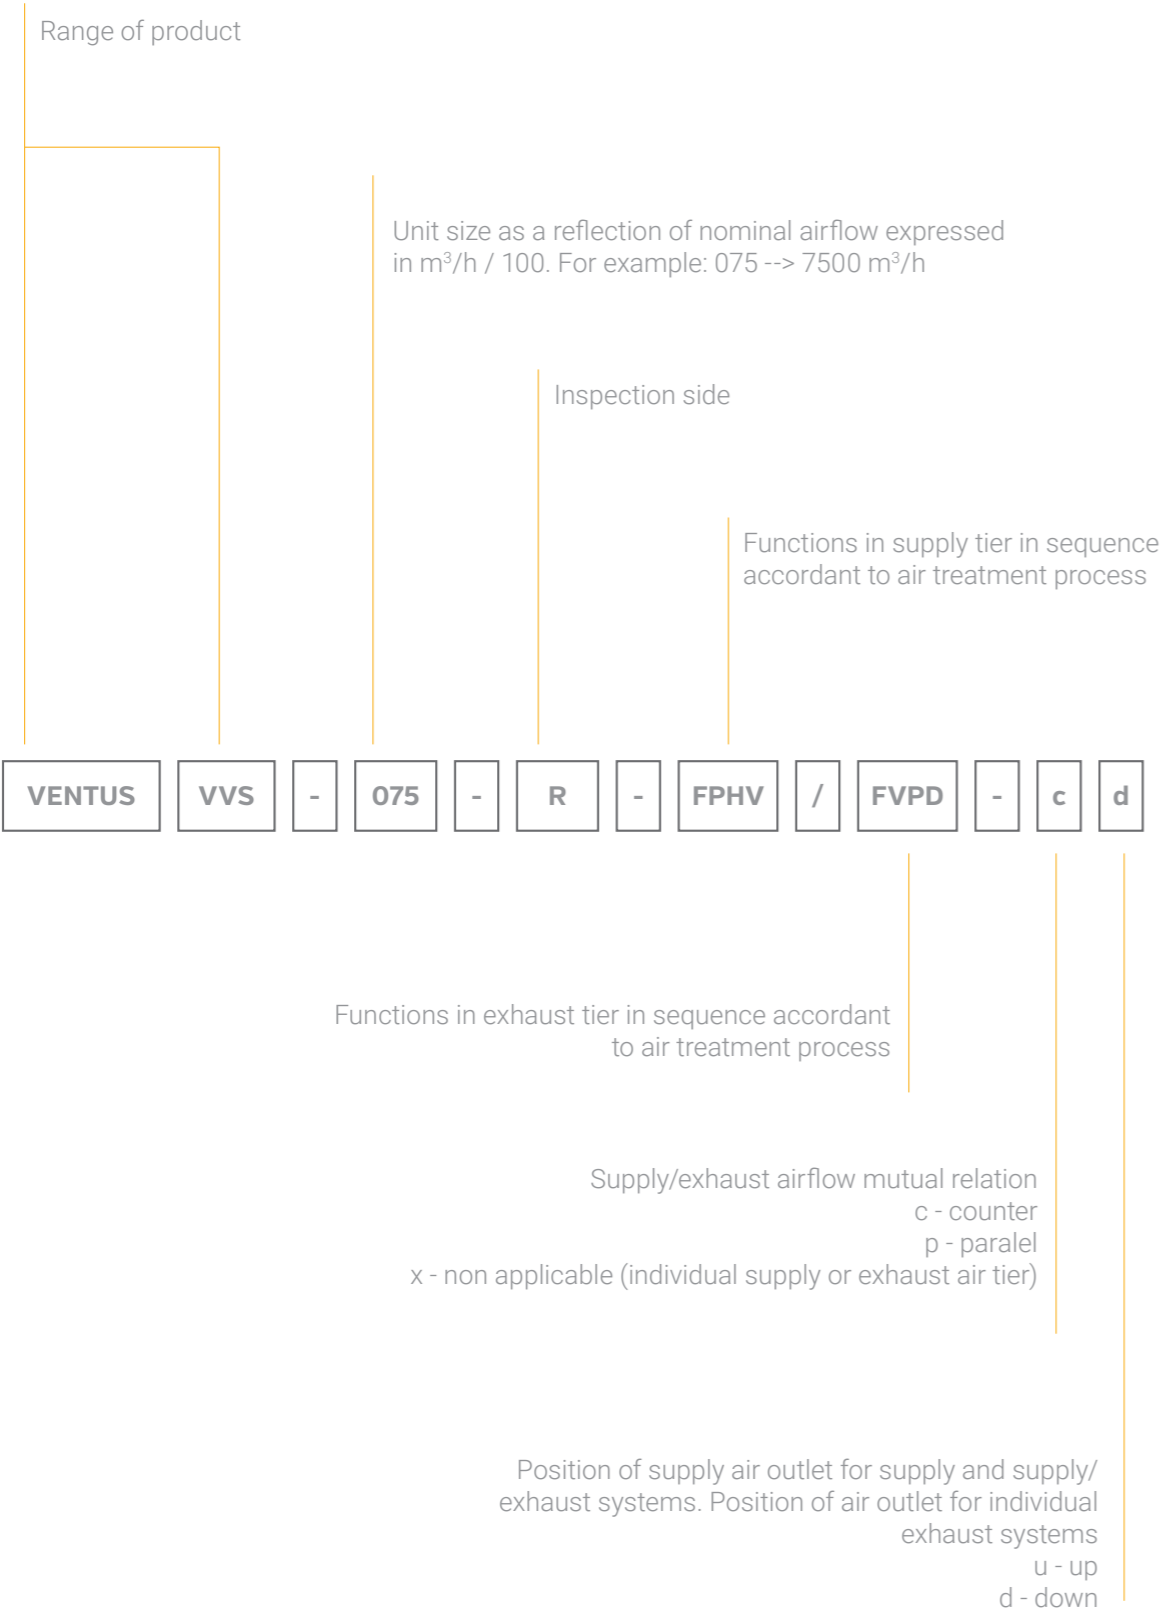 Range of product
Unit size as a reflection of nominal airflow expressed
in m³/h / 100. For example: 075 --> 7500 m³/h
Inspection side
Functions in supply tier in sequence
accordant to air treatment process
VENTUS VVS - 075 - R - FPHV / FVPD - c d
Functions in exhaust tier in sequence accordant
to air treatment process
Supply/exhaust airflow mutual relation
c - counter
p - paralel
x - non applicable (individual supply or exhaust air tier)
Position of supply air outlet for supply and supply/
exhaust systems. Position of air outlet for individual
exhaust systems
u - up
d - down